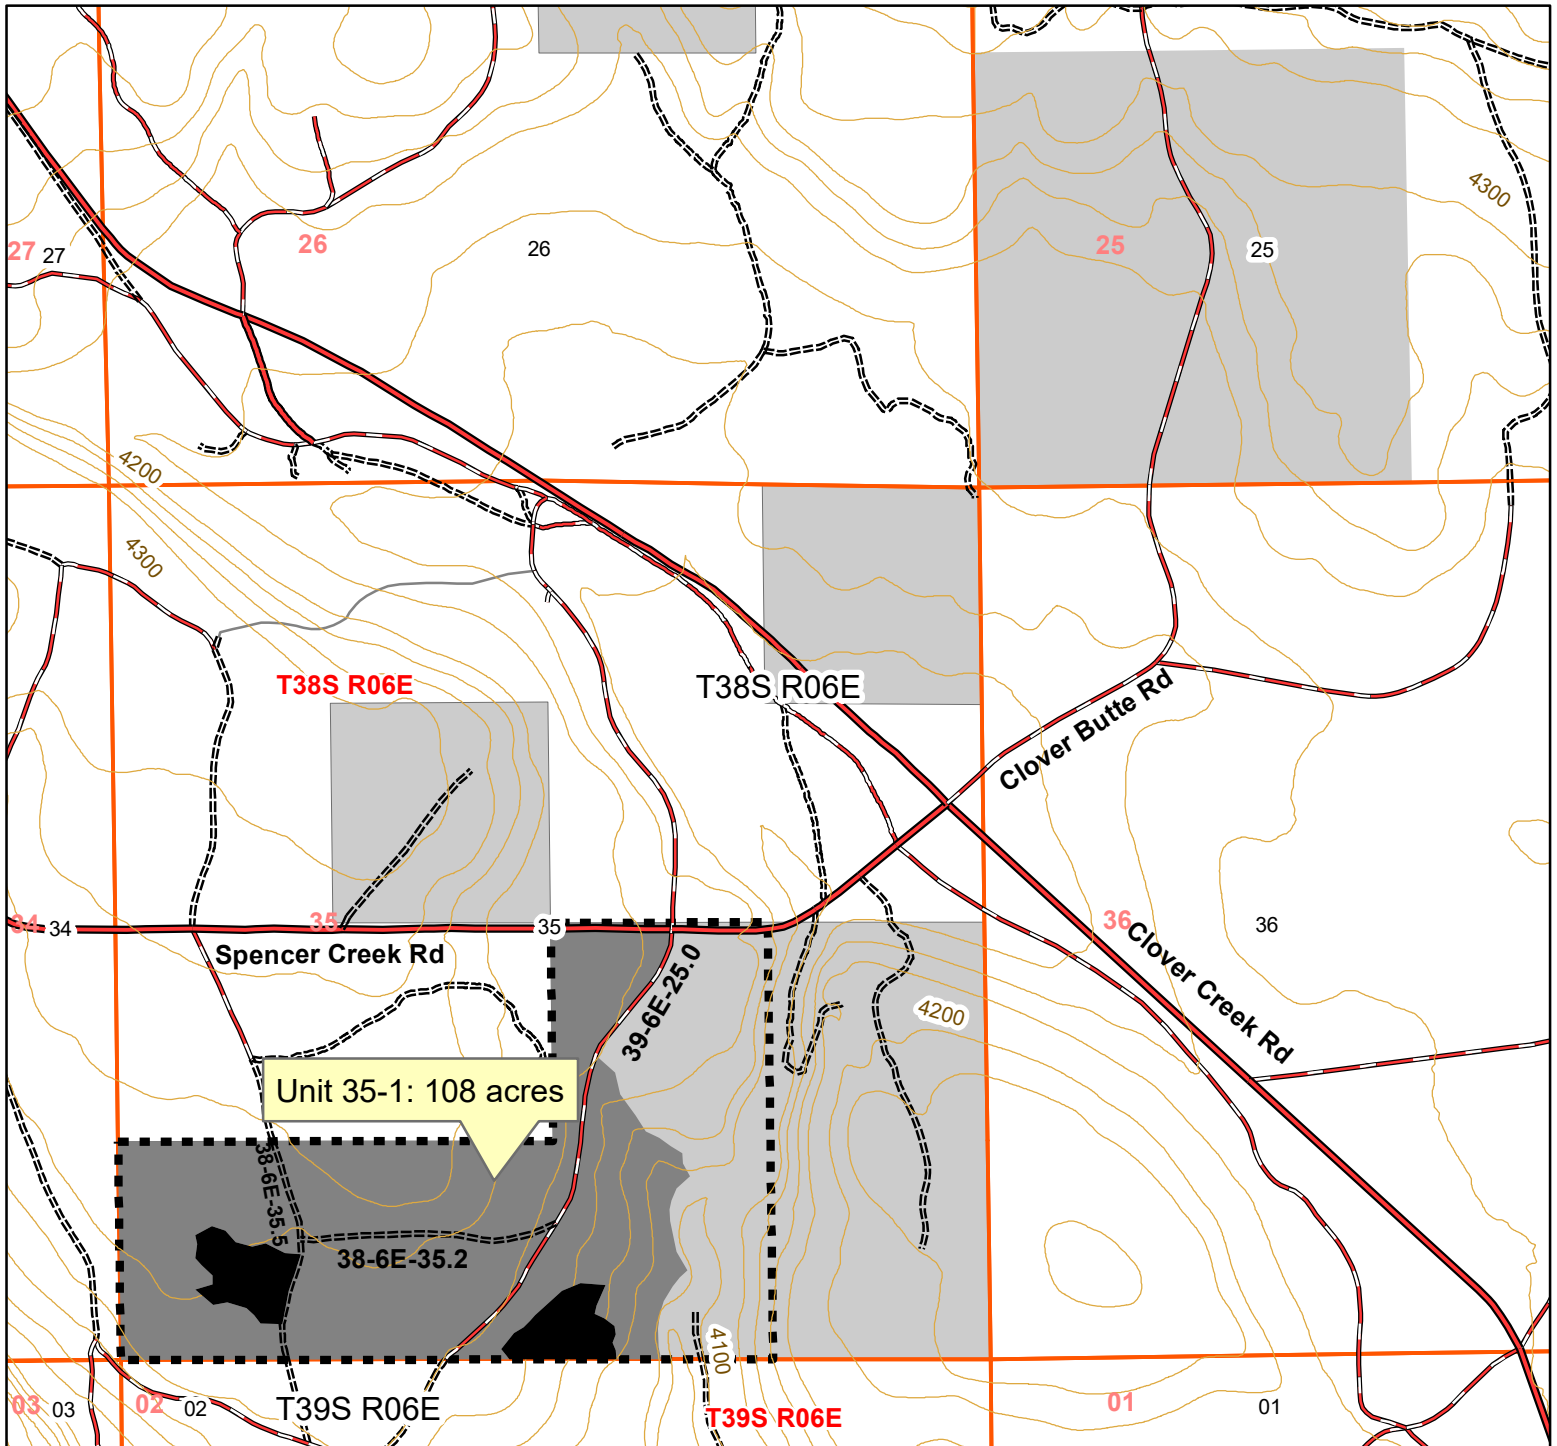 4300
27
27
26
26
25
25
4200
4300
T38S R06E
T38S R06E
Clover Butte Rd
34
34
35
35
36
36
Spencer Creek Rd
39-6E-25.0
Clover Creek Rd
4200
Unit 35-1: 108 acres
38-6E-35.5
38-6E-35.2
4100
03
03
02
02
T39S R06E
T39S R06E
01
01